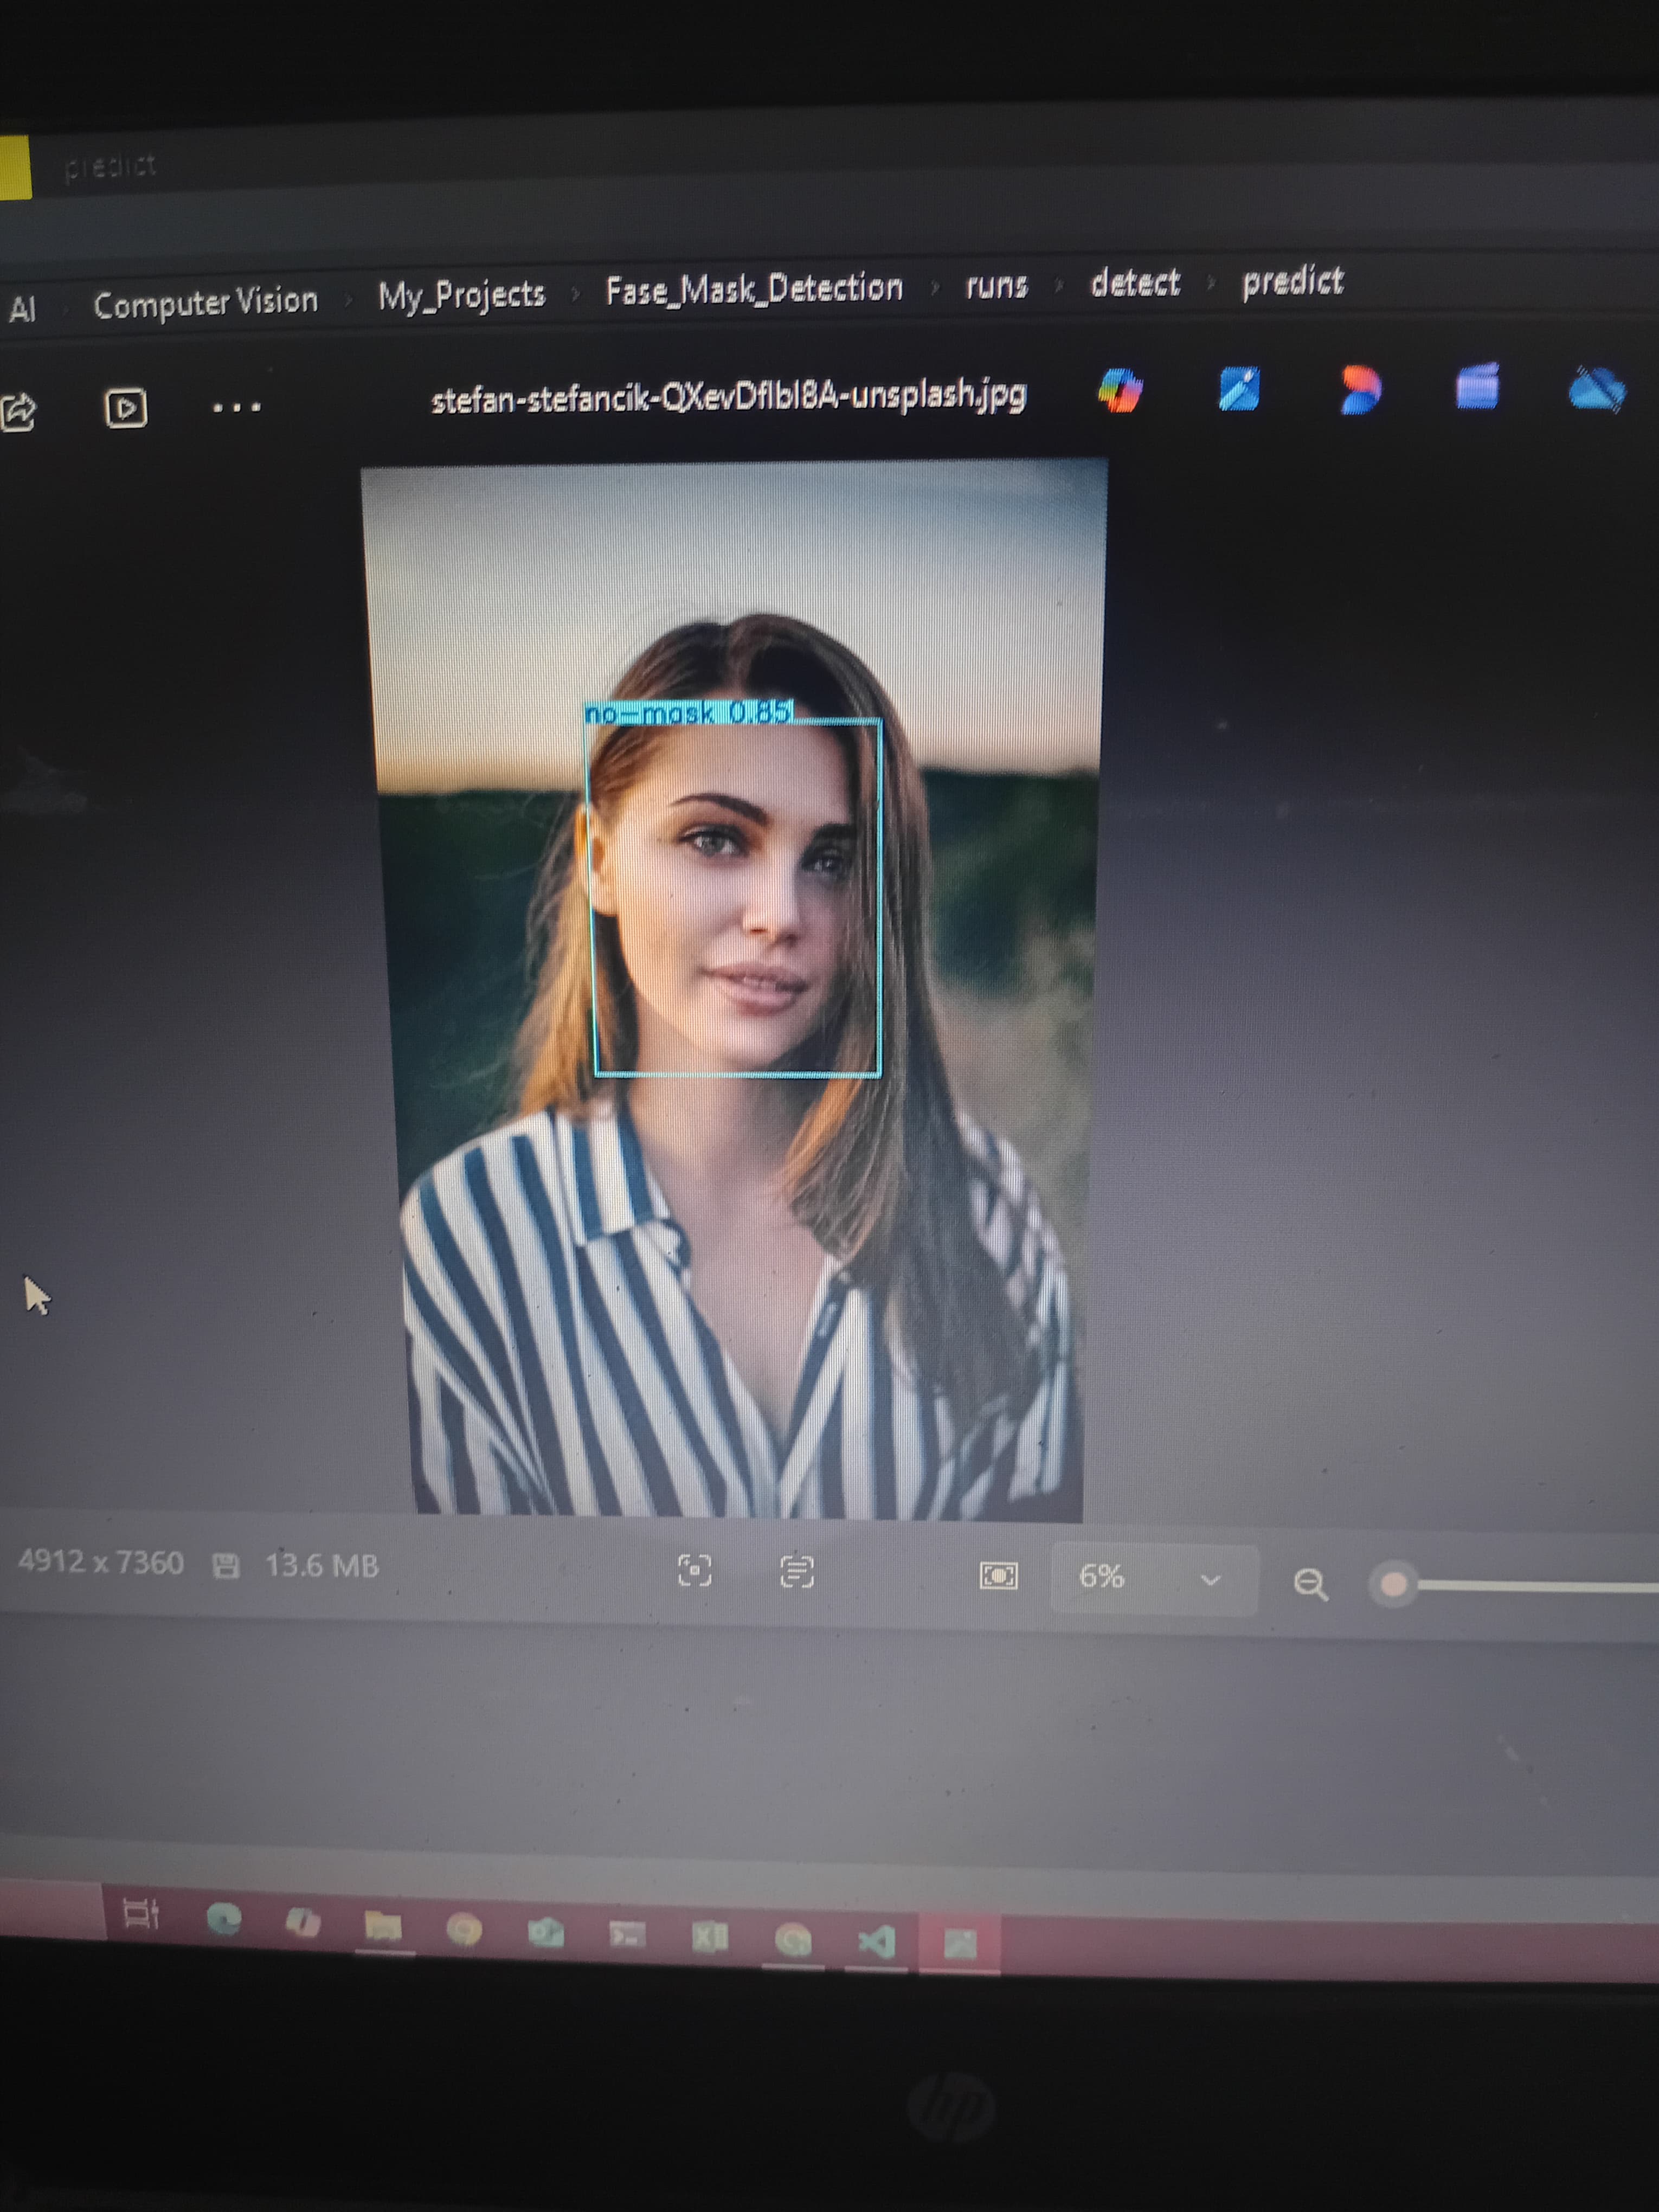 predict
AI Computer Vision My_Projects Fase_Mask_Detection runs detect predict
stefan-stefancik-QXevDflbl8A-unsplash.jpg
no-mask 0.85
4912 x 7360 13.6 MB 6%
hp